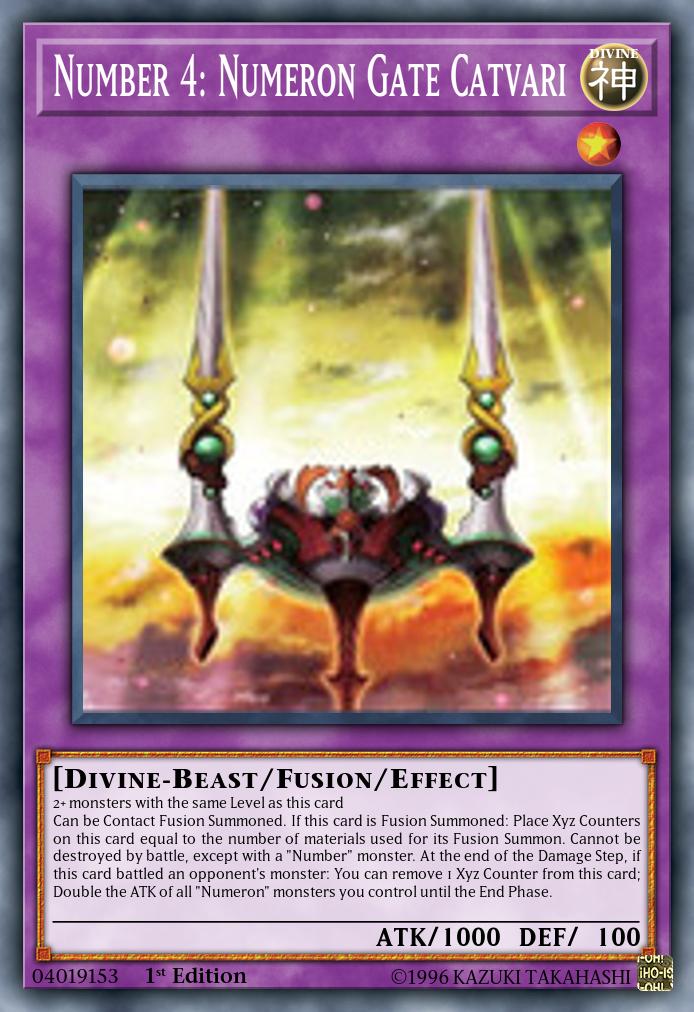 Number 4: Numeron Gate Catvari
DIVINE
神
[Divine-Beast/Fusion/Effect]
2+ monsters with the same Level as this card
Can be Contact Fusion Summoned. If this card is Fusion Summoned: Place Xyz Counters
on this card equal to the number of materials used for its Fusion Summon. Cannot be
destroyed by battle, except with a "Number" monster. At the end of the Damage Step, if
this card battled an opponent's monster: You can remove 1 Xyz Counter from this card;
Double the ATK of all "Numeron" monsters you control until the End Phase.
ATK/1000 DEF/ 100
04019153 1st Edition ©1996 KAZUKI TAKAHASHI